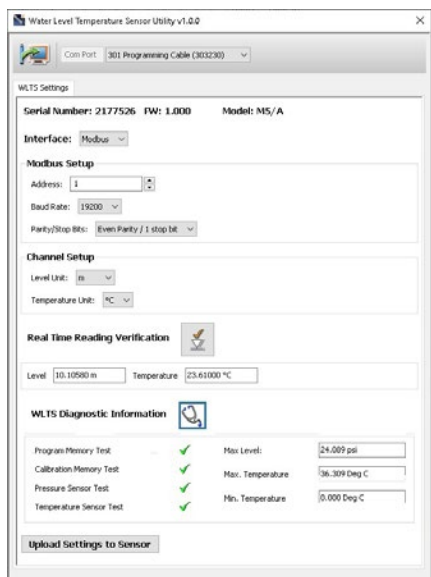 Water Level Temperature Sensor Utility v1.0.0
Com Port 301 Programming Cable (303230)
WLTS Settings
Serial Number: 2177526 FW: 1.000 Model: M5/A
Interface: Modbus
Modbus Setup
Address: 1
Baud Rate: 19200
Parity/Stop Bits: Even Parity / 1 stop bit
Channel Setup
Level Unit: m
Temperature Unit: °C
Real Time Reading Verification
Level 10.10580 m Temperature 23.61000 °C
WLTS Diagnostic Information
Program Memory Test Max Level: 24.089 psi
Calibration Memory Test Max. Temperature 36.309 Deg C
Pressure Sensor Test
Min. Temperature 0.000 Deg C
Temperature Sensor Test
Upload Settings to Sensor